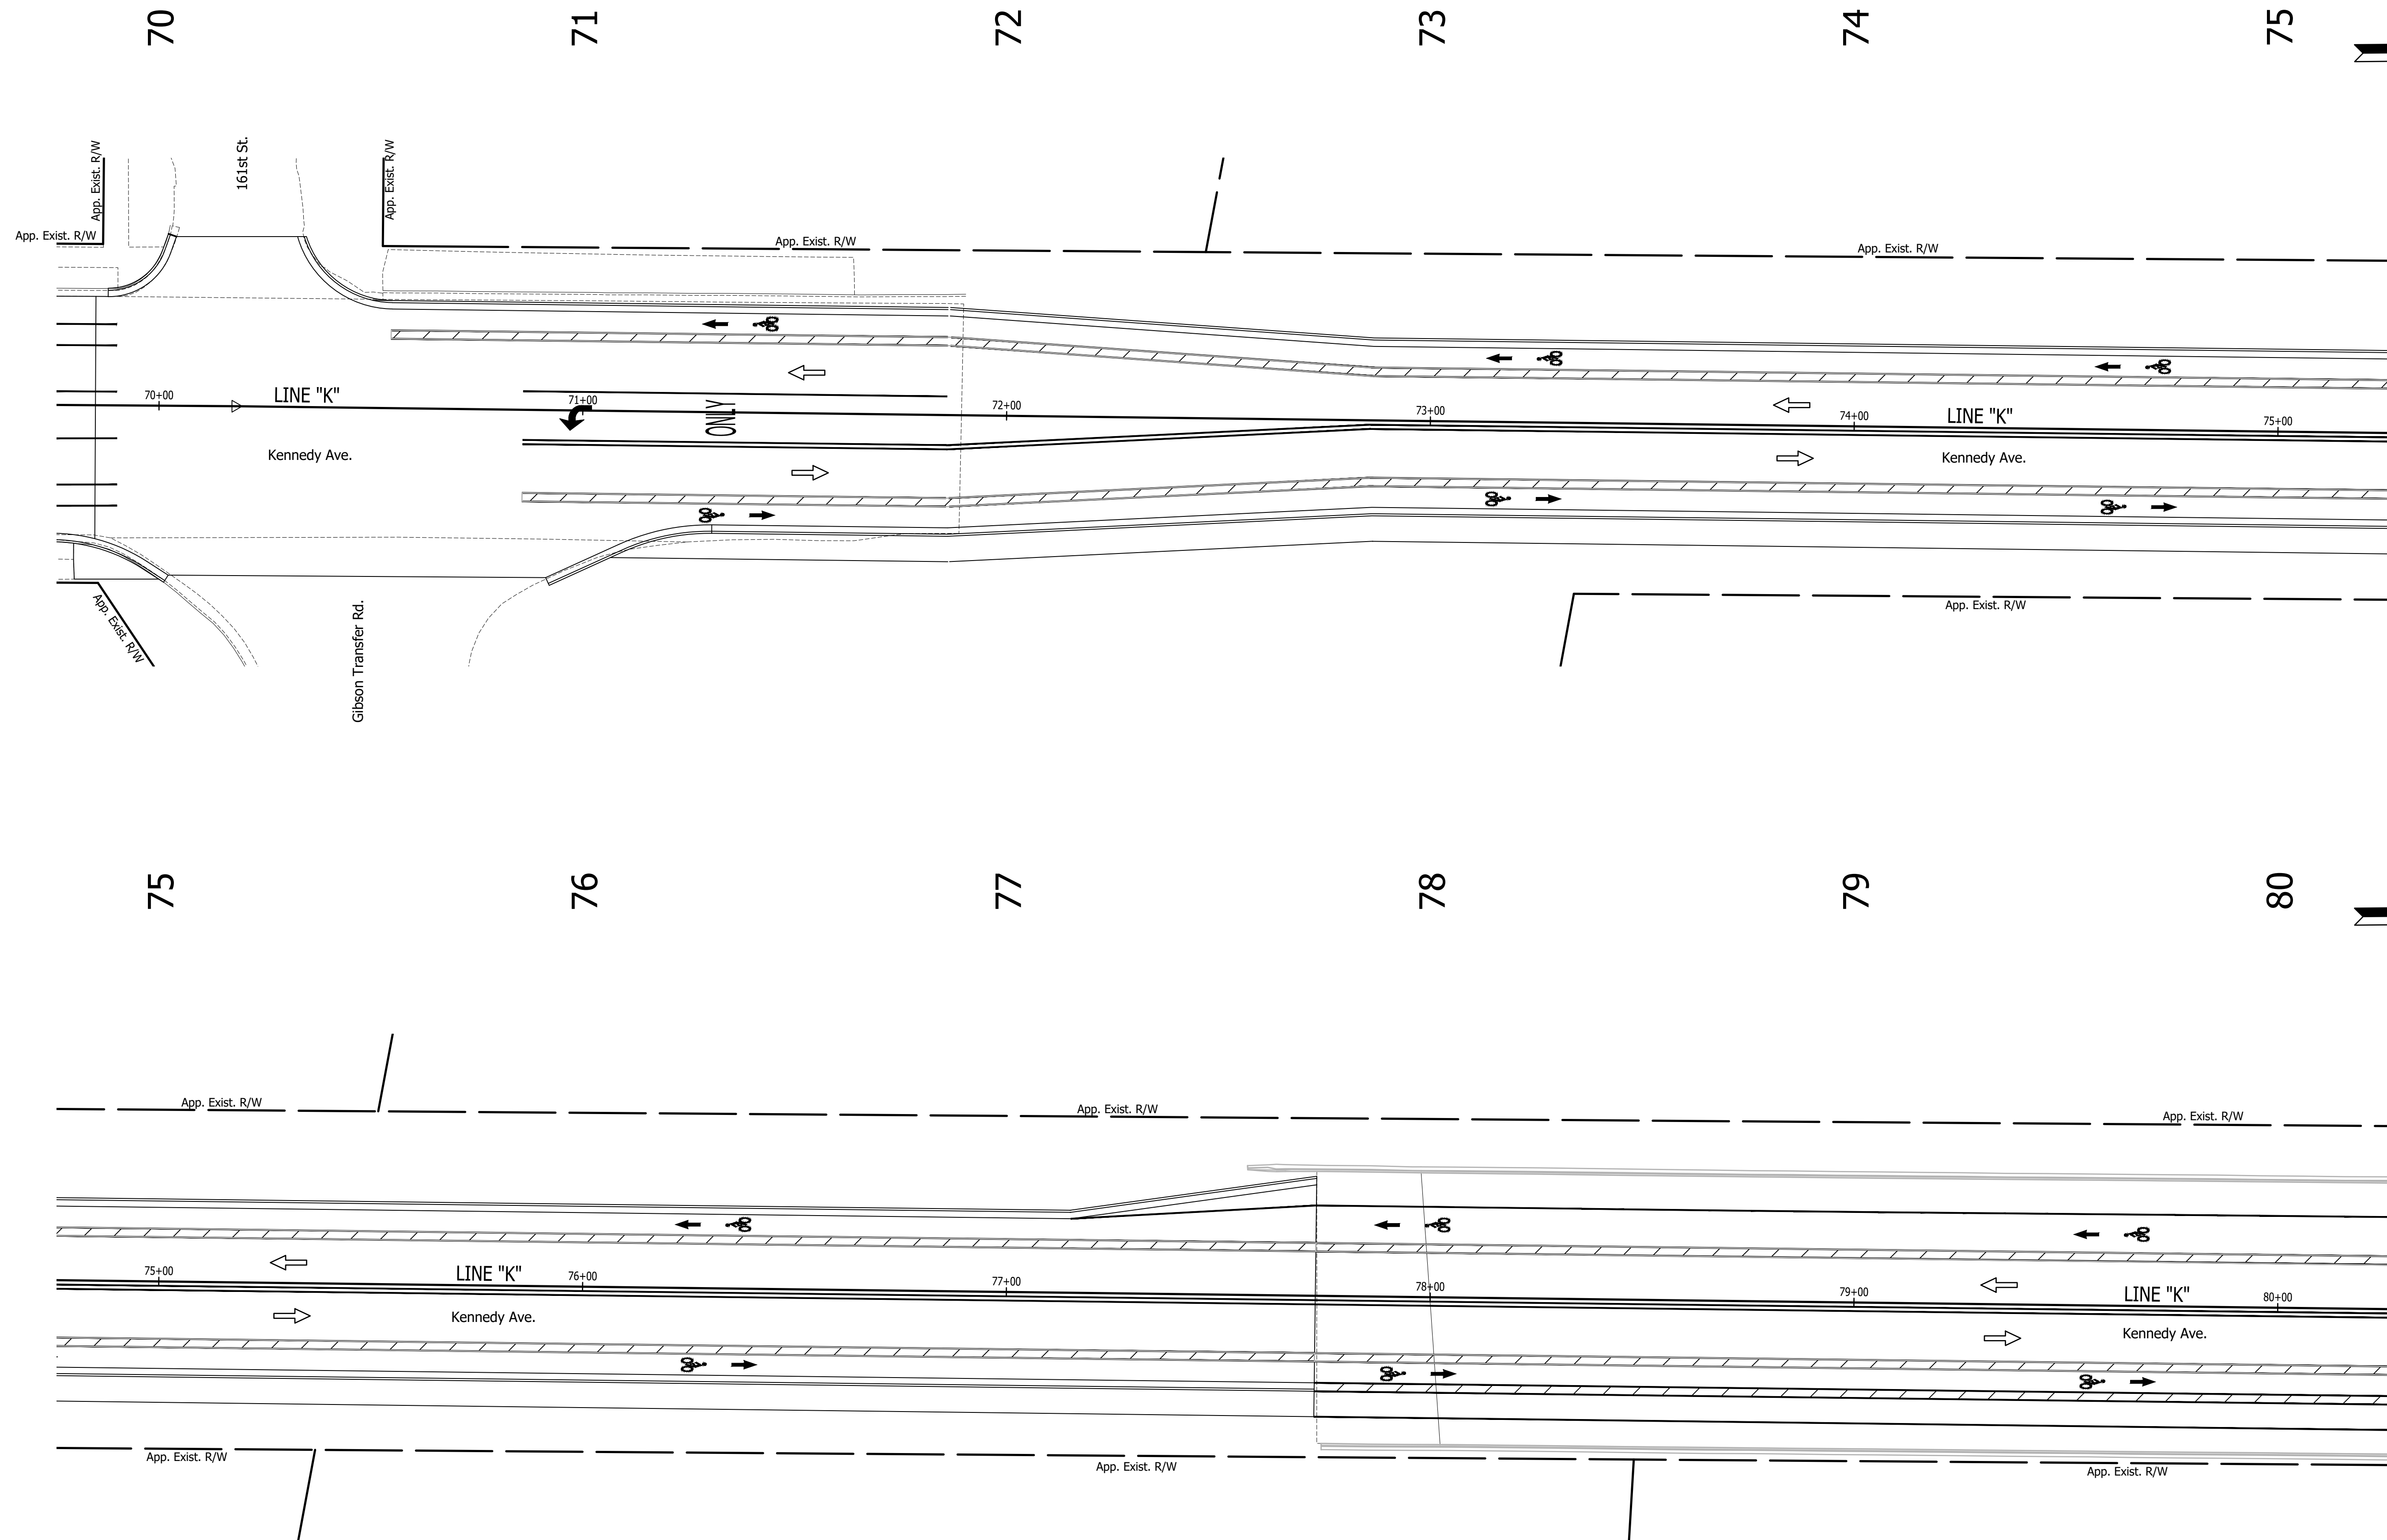 70
71
72
73
74
75
App. Exist. R/W
App. Exist. R/W
161st St.
App. Exist. R/W
App. Exist. R/W
App. Exist. R/W
70+00
LINE "K"
71+00
ONLY
72+00
73+00
74+00
LINE "K"
75+00
Kennedy Ave.
Kennedy Ave.
App. Exist. R/W
Gibson Transfer Rd.
App. Exist. R/W
75
76
77
78
79
80
App. Exist. R/W
App. Exist. R/W
App. Exist. R/W
75+00
LINE "K"
76+00
77+00
78+00
79+00
LINE "K"
80+00
Kennedy Ave.
Kennedy Ave.
App. Exist. R/W
App. Exist. R/W
App. Exist. R/W